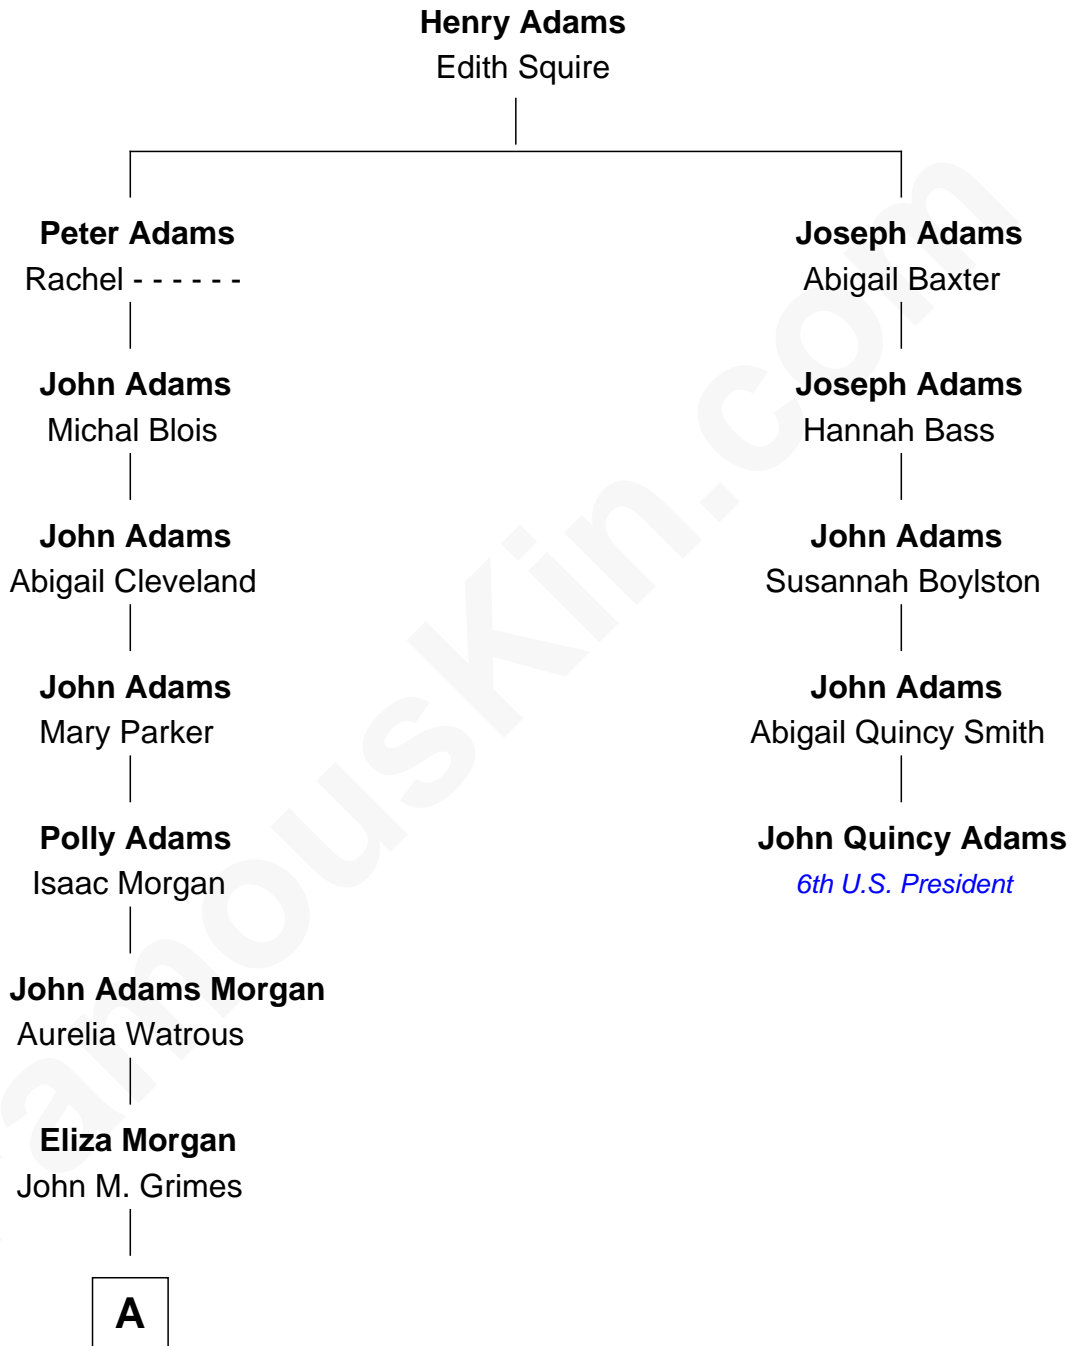 Henry Adams
Edith Squire
Peter Adams
Rachel - - - - - -
John Adams
Michal Blois
John Adams
Abigail Cleveland
John Adams
Mary Parker
Polly Adams
Isaac Morgan
John Adams Morgan
Aurelia Watrous
Eliza Morgan
John M. Grimes
A
Joseph Adams
Abigail Baxter
Joseph Adams
Hannah Bass
John Adams
Susannah Boylston
John Adams
Abigail Quincy Smith
John Quincy Adams
6th U.S. President
amousKin.com